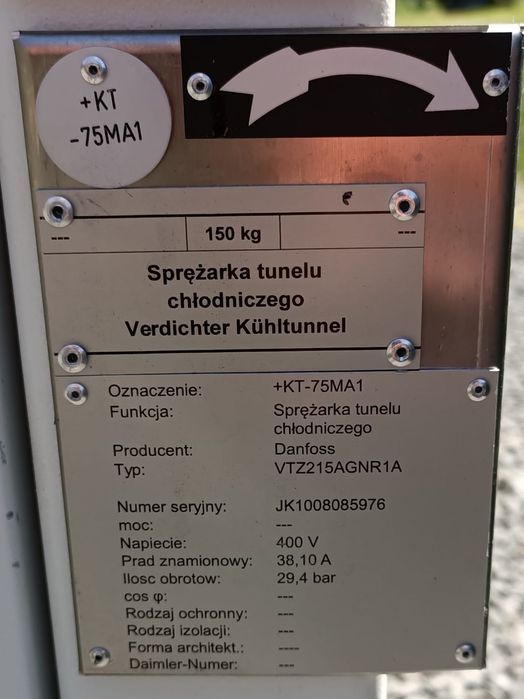 +KT
-75MA1
--- 150 kg ---
Sprężarka tunelu
chłodniczego
Verdichter Kühltunnel
Oznaczenie: +KT-75MA1
Funkcja: Sprężarka tunelu
chłodniczego
Producent: Danfoss
Typ: VTZ215AGNR1A
Numer seryjny: JK1008085976
moc: ---
Napiecie: 400 V
Prad znamionowy: 38,10 A
Ilosc obrotow: 29,4 bar
cos φ: ---
Rodzaj ochronny: ---
Rodzaj izolacji: ---
Forma architekt.: ----
Daimler-Numer: ---